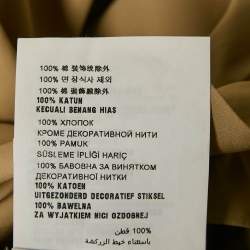 100% 棉 装饰线除外
100% 면 장식사 제외
100% 棉 裝飾線除外
100% KATUN
KECUALI BENANG HIAS
100% ХЛОПОК
КРОМЕ ДЕКОРАТИВНОЙ НИТИ
100% PAMUK
SÜSLEME İPLİĞİ HARİÇ
100% БАВОВНА ЗА ВИНЯТКОМ
ДЕКОРАТИВНОЇ НИТКИ
100% KATOEN
UITGEZONDERD DECORATIEF STIKSEL
100% BAWEŁNA
ZA WYJĄTKIEM NICI OZDOBNEJ
100% قطن
باستثناء خيط الزركشة